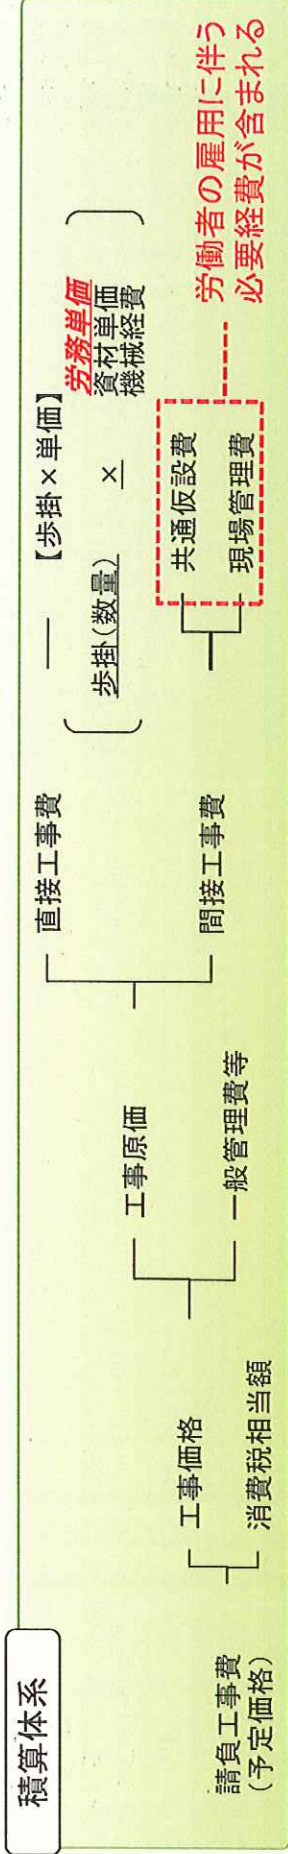 積算体系
請負工事費
(予定価格)
工事価格
消費税相当額
工事原価
一般管理費等
直接工事費
間接工事費
【歩掛×単価】
歩掛(数量) ×
労務単価
資材単価
機械経費
共通仮設費
現場管理費
労働者の雇用に伴う
必要経費が含まれる